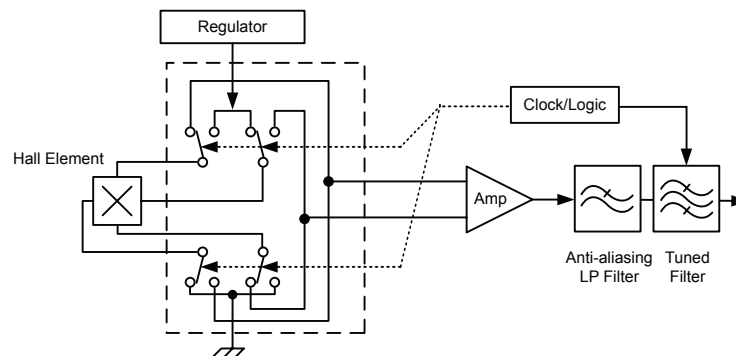 Regulator
Clock/Logic
Hall Element
Amp
Anti-aliasing
LP Filter
Tuned
Filter